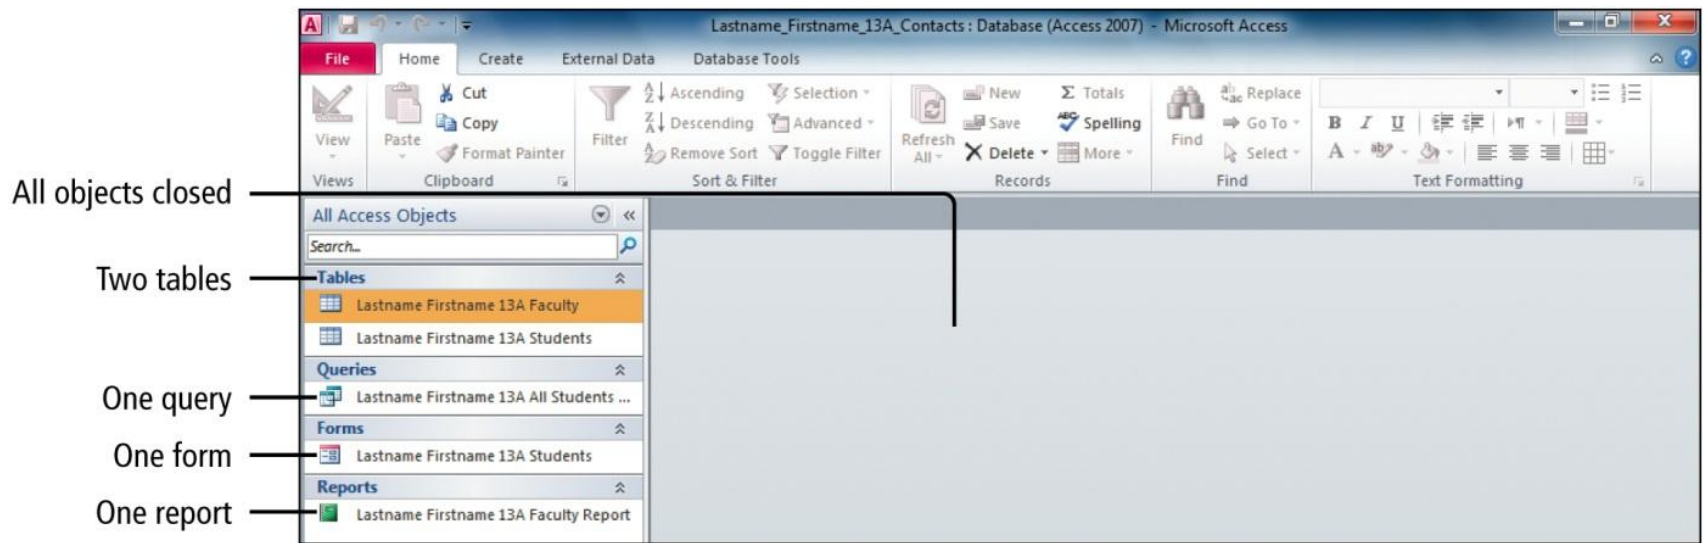 A
Lastname_Firstname_13A_Contacts : Database (Access 2007) - Microsoft Access
File Home Create External Data Database Tools
?
View
Views
Paste
Cut
Copy
Format Painter
Clipboard
Filter
Ascending
Descending
Remove Sort
Selection
Advanced
Toggle Filter
Sort & Filter
Refresh
All
New
Save
Delete
Σ Totals
Spelling
More
Records
Find
Replace
Go To
Select
Find
B I U
A
Text Formatting
All objects closed
All Access Objects
Search...
Two tables
Tables
Lastname Firstname 13A Faculty
Lastname Firstname 13A Students
Queries
One query
Lastname Firstname 13A All Students ...
Forms
One form
Lastname Firstname 13A Students
Reports
One report
Lastname Firstname 13A Faculty Report